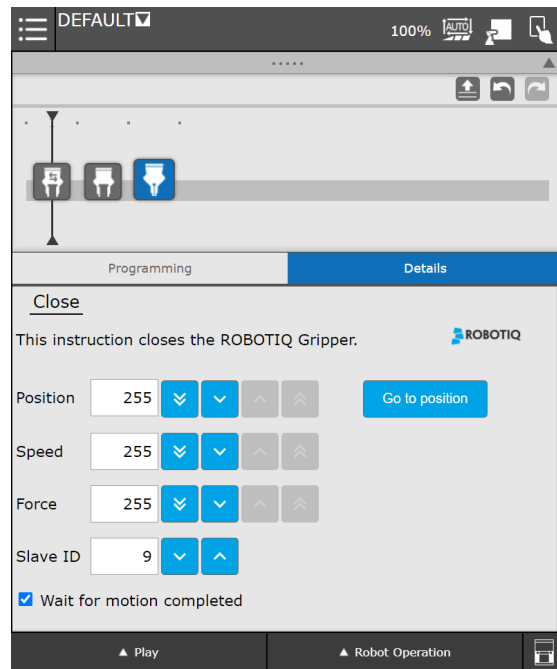 DEFAULT
100% AUTO
Programming Details
Close
This instruction closes the ROBOTIQ Gripper.
ROBOTIQ
Position 255 Go to position
Speed 255
Force 255
Slave ID 9
Wait for motion completed
Play Robot Operation